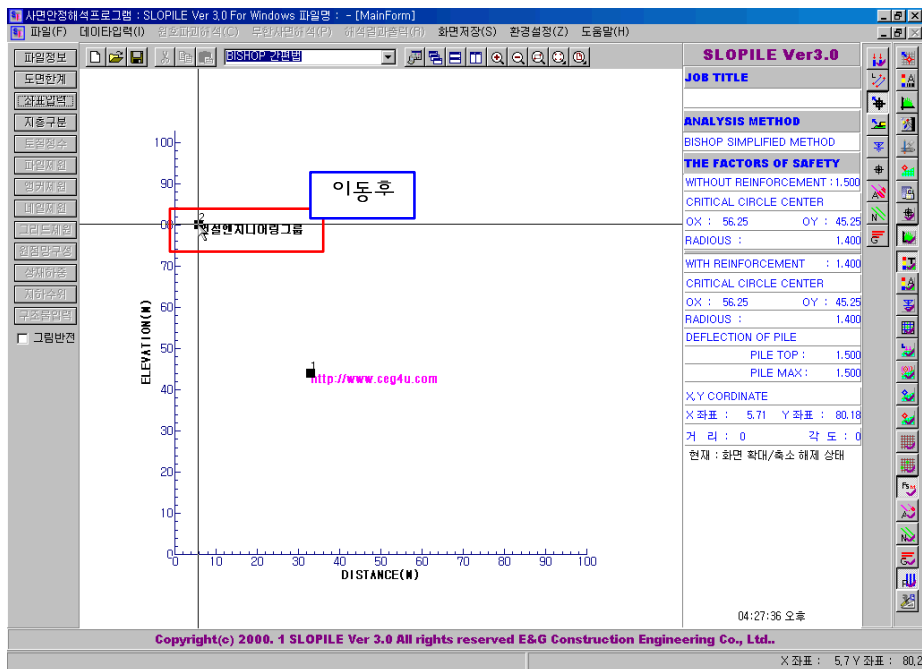 사면안정해석프로그램 : SLOPILE Ver 3.0 For Windows 파일명 :  - [MainForm]
파일(F) 데이타입력(I) 원호파괴해석(C) 무한사면해석(P) 해석결과출력(R) 화면저장(S) 환경설정(Z) 도움말(H)
파일정보
도면한계
좌표입력
지층구분
토질정수
파일제원
앵커제원
네일제원
그리드제원
원점망구성
상재하중
지하수위
구조물입력
그림반전
BISHOP 간편법
이동후
2
건설엔지니어링그룹
1
http://www.ceg4u.com
ELEVATION(M)
100
90
80
70
60
50
40
30
20
10
0
0 10 20 30 40 50 60 70 80 90 100
DISTANCE(M)
SLOPILE Ver3.0
JOB TITLE
ANALYSIS METHOD
BISHOP SIMPLIFIED METHOD
THE FACTORS OF SAFETY
WITHOUT REINFORCEMENT : 1.500
CRITICAL CIRCLE CENTER
OX : 56.25 OY : 45.25
RADIOUS : 1.400
WITH REINFORCEMENT : 1.400
CRITICAL CIRCLE CENTER
OX : 56.25 OY : 45.25
RADIOUS : 1.400
DEFLECTION OF PILE
PILE TOP : 1.500
PILE MAX : 1.500
X,Y CORDINATE
X 좌표 : 5.71 Y 좌표 : 80.18
거 리 : 0 각 도 : 0
현재 : 화면 확대/축소 해제 상태
04:27:36 오후
Copyright(c) 2000. 1 SLOPILE Ver 3.0 All rights reserved E&G Construction Engineering Co., Ltd..
X 좌표 : 5.7 Y 좌표 : 80.2